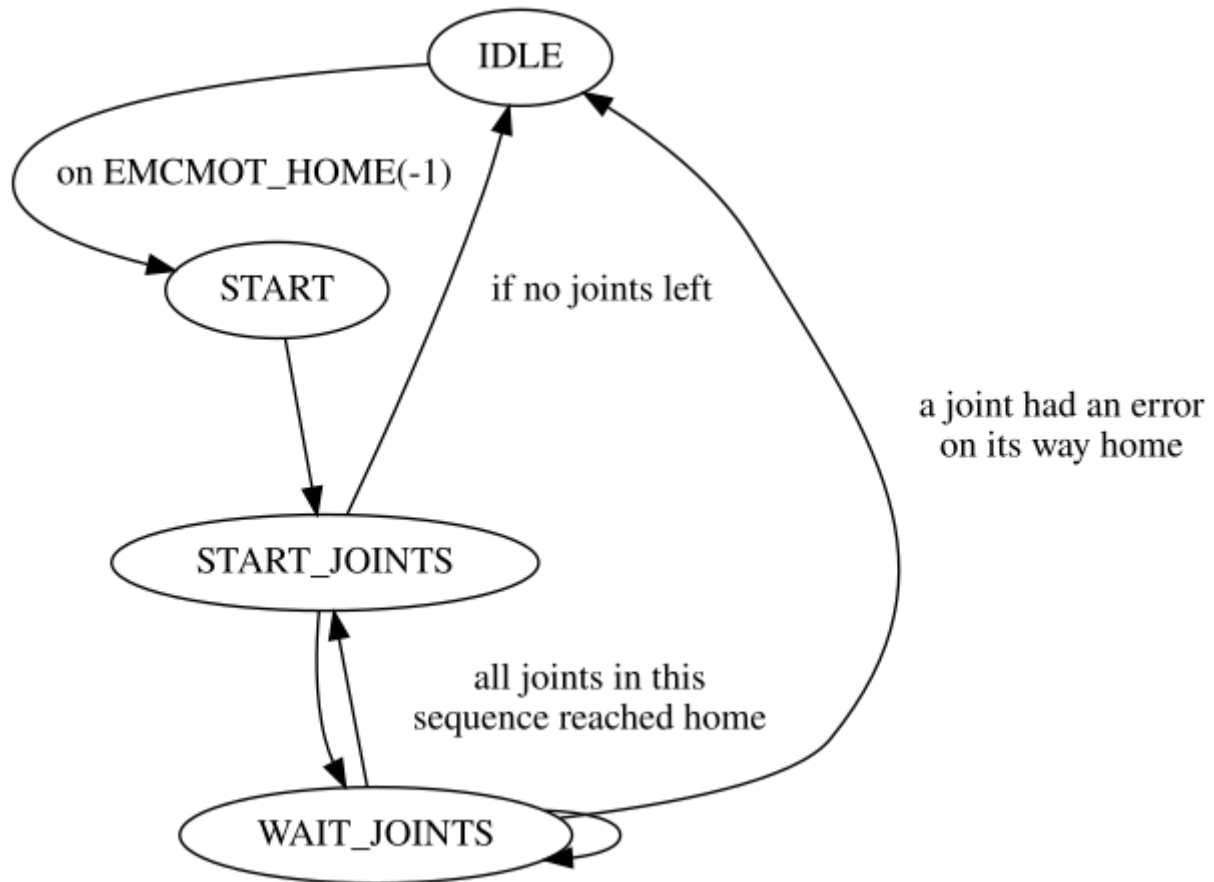 IDLE
on EMCMOT_HOME(-1)
START
if no joints left
a joint had an error
on its way home
START_JOINTS
all joints in this
sequence reached home
WAIT_JOINTS